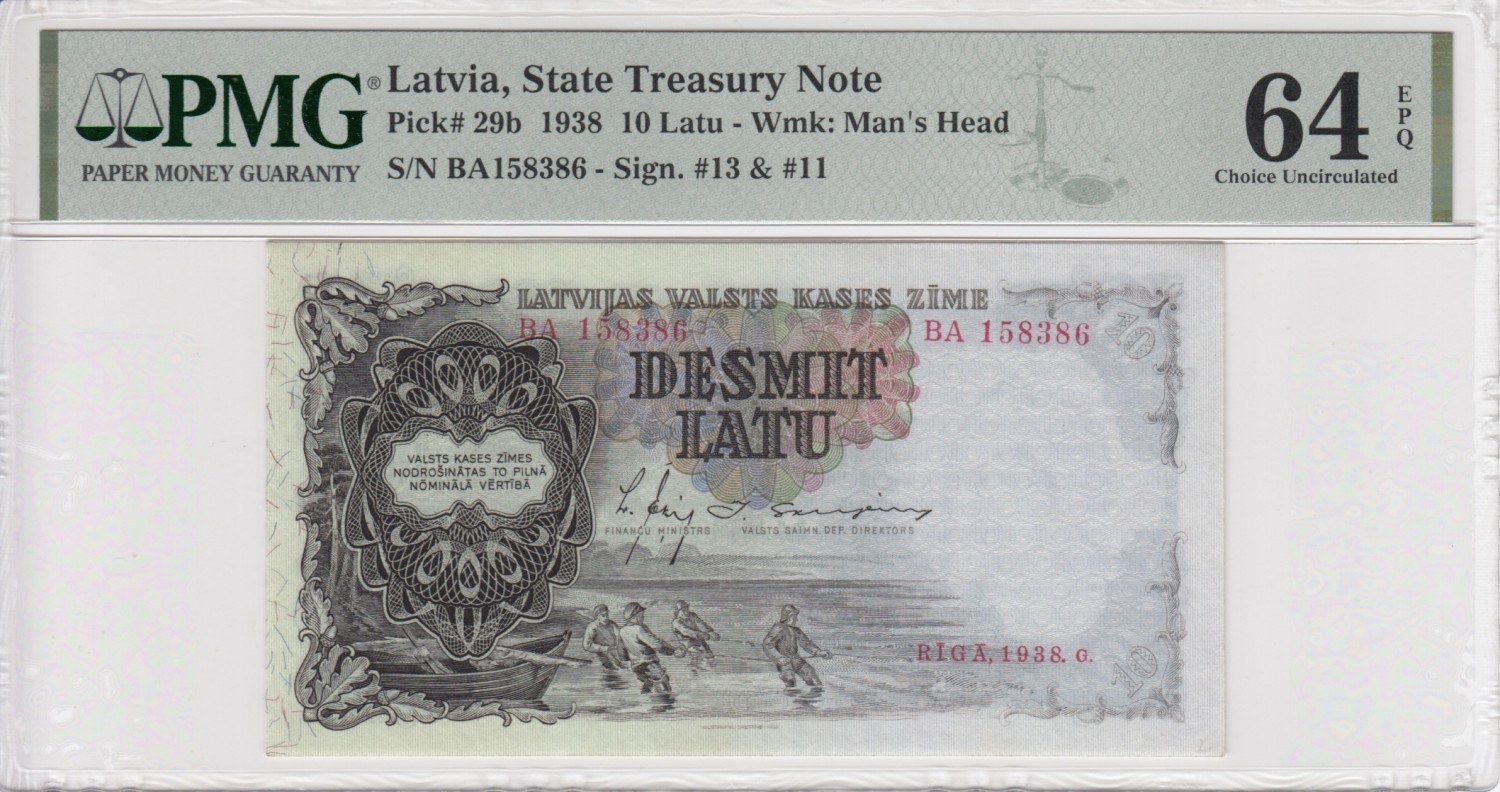 PMG®
PAPER MONEY GUARANTY
Latvia, State Treasury Note
Pick# 29b 1938 10 Latu - Wmk: Man's Head
S/N BA158386 - Sign. #13 & #11
64
EPQ
Choice Uncirculated
LATVIJAS VALSTS KASES ZĪME
BA 158386
BA 158386
10
DESMIT
LATU
VALSTS KASES ZĪMES
NODROŠINĀTAS TO PILNĀ
NŌMINĀLĀ VĒRTĪBĀ
FINANČU MINISTRS
VALSTS SAIMN. DEP. DIREKTORS
RĪGĀ, 1938. G.
10